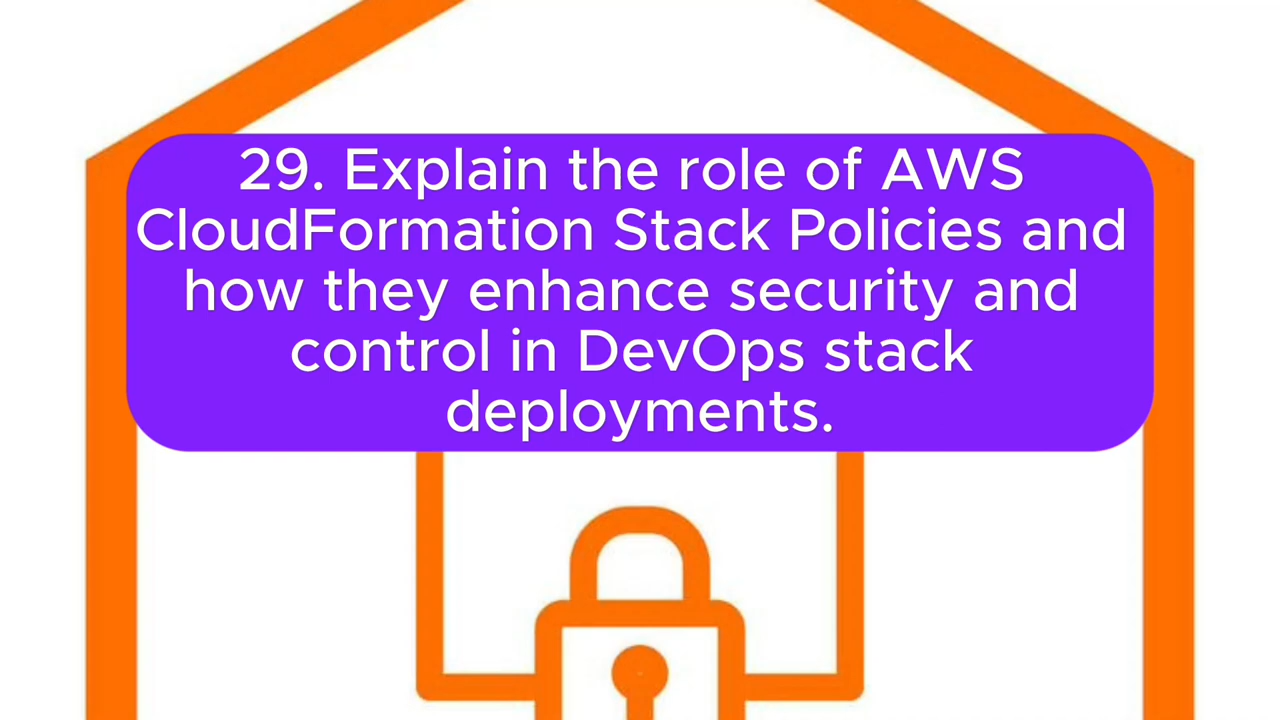 29. Explain the role of AWS
CloudFormation Stack Policies and
how they enhance security and
control in DevOps stack
deployments.